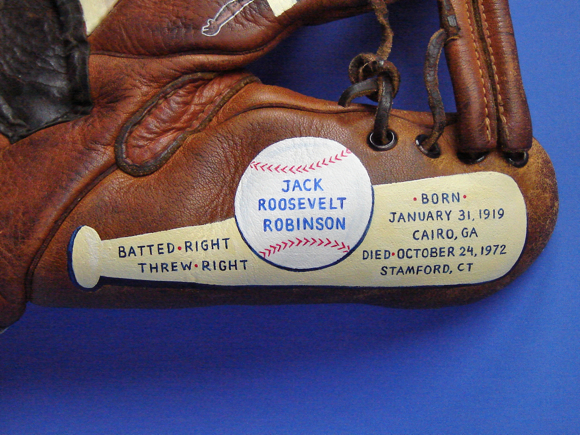 JACK
ROOSEVELT
ROBINSON
BATTED•RIGHT
THREW•RIGHT
•BORN•
JANUARY 31, 1919
CAIRO, GA
DIED•OCTOBER 24, 1972
STAMFORD, CT